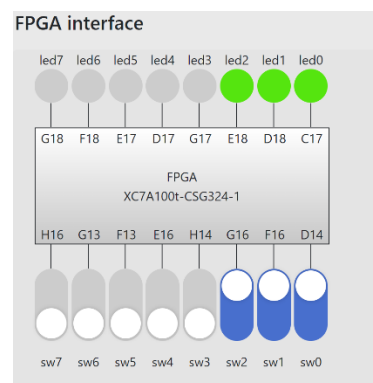 FPGA interface
led7 led6 led5 led4 led3 led2 led1 led0
G18 F18 E17 D17 G17 E18 D18 C17
FPGA
XC7A100t-CSG324-1
H16 G13 F13 E16 H14 G16 F16 D14
sw7 sw6 sw5 sw4 sw3 sw2 sw1 sw0